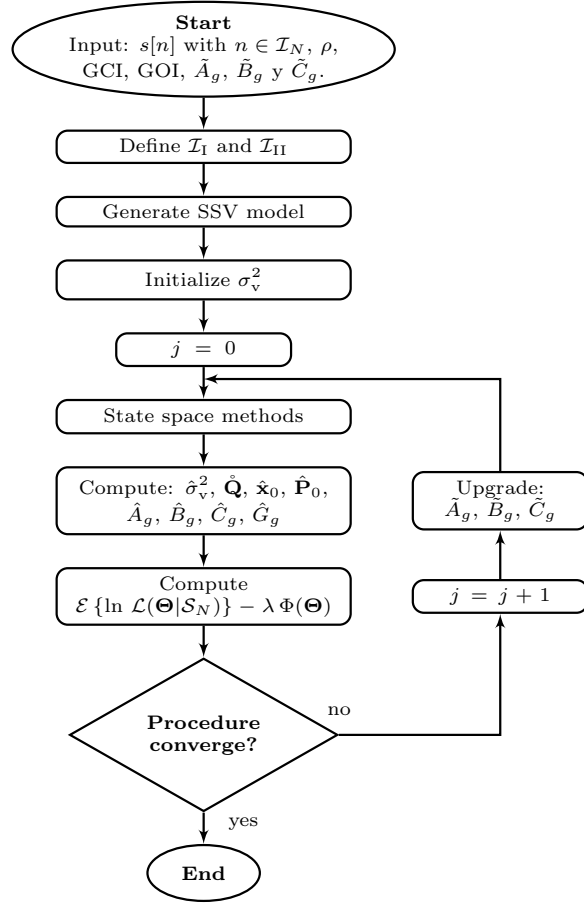 Start
Input: s[n] with n ∈ ℐ_N, ρ,
GCI, GOI, Ã_g, B̃_g y C̃_g.
Define ℐ_I and ℐ_II
Generate SSV model
Initialize σ_v^2
j = 0
State space methods
Compute: σ̂_v^2, Q̊, x̂_0, P̂_0,
Â_g, B̂_g, Ĉ_g, Ĝ_g
Upgrade:
Ã_g, B̃_g, C̃_g
Compute
ℰ {ln ℒ(Θ|𝒮_N)} − λ Φ(Θ)
j = j + 1
no
Procedure
converge?
yes
End